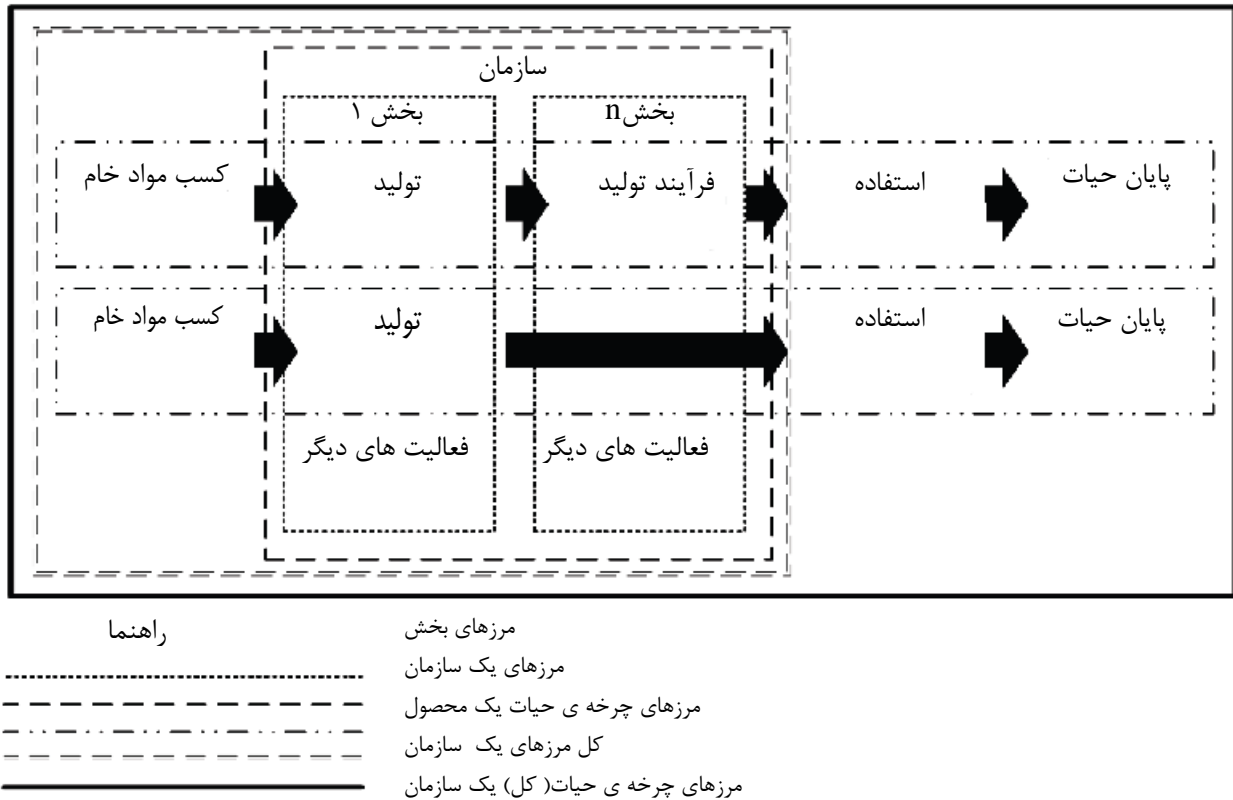 سازمان
بخش ۱
بخش n
کسب مواد خام
تولید
فرآیند تولید
استفاده
پایان حیات
کسب مواد خام
تولید
استفاده
پایان حیات
فعالیت های دیگر
فعالیت های دیگر
راهنما
مرزهای بخش
مرزهای یک سازمان
مرزهای چرخه ی حیات یک محصول
کل مرزهای یک سازمان
مرزهای چرخه ی حیات( کل) یک سازمان